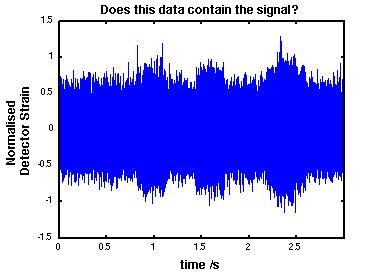 Does this data contain the signal?
1.5
1
0.5
0
-0.5
-1
-1.5
Normalised
Detector Strain
0 0.5 1 1.5 2 2.5
time /s